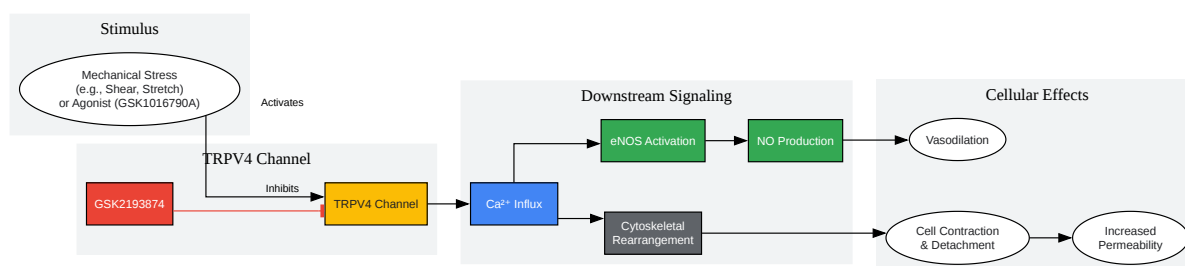 Stimulus
Mechanical Stress
(e.g., Shear, Stretch)
or Agonist (GSK1016790A)
Activates
TRPV4 Channel
Inhibits
GSK2193874
TRPV4 Channel
Downstream Signaling
eNOS Activation
NO Production
Ca²⁺ Influx
Cytoskeletal
Rearrangement
Cellular Effects
Vasodilation
Cell Contraction
& Detachment
Increased
Permeability